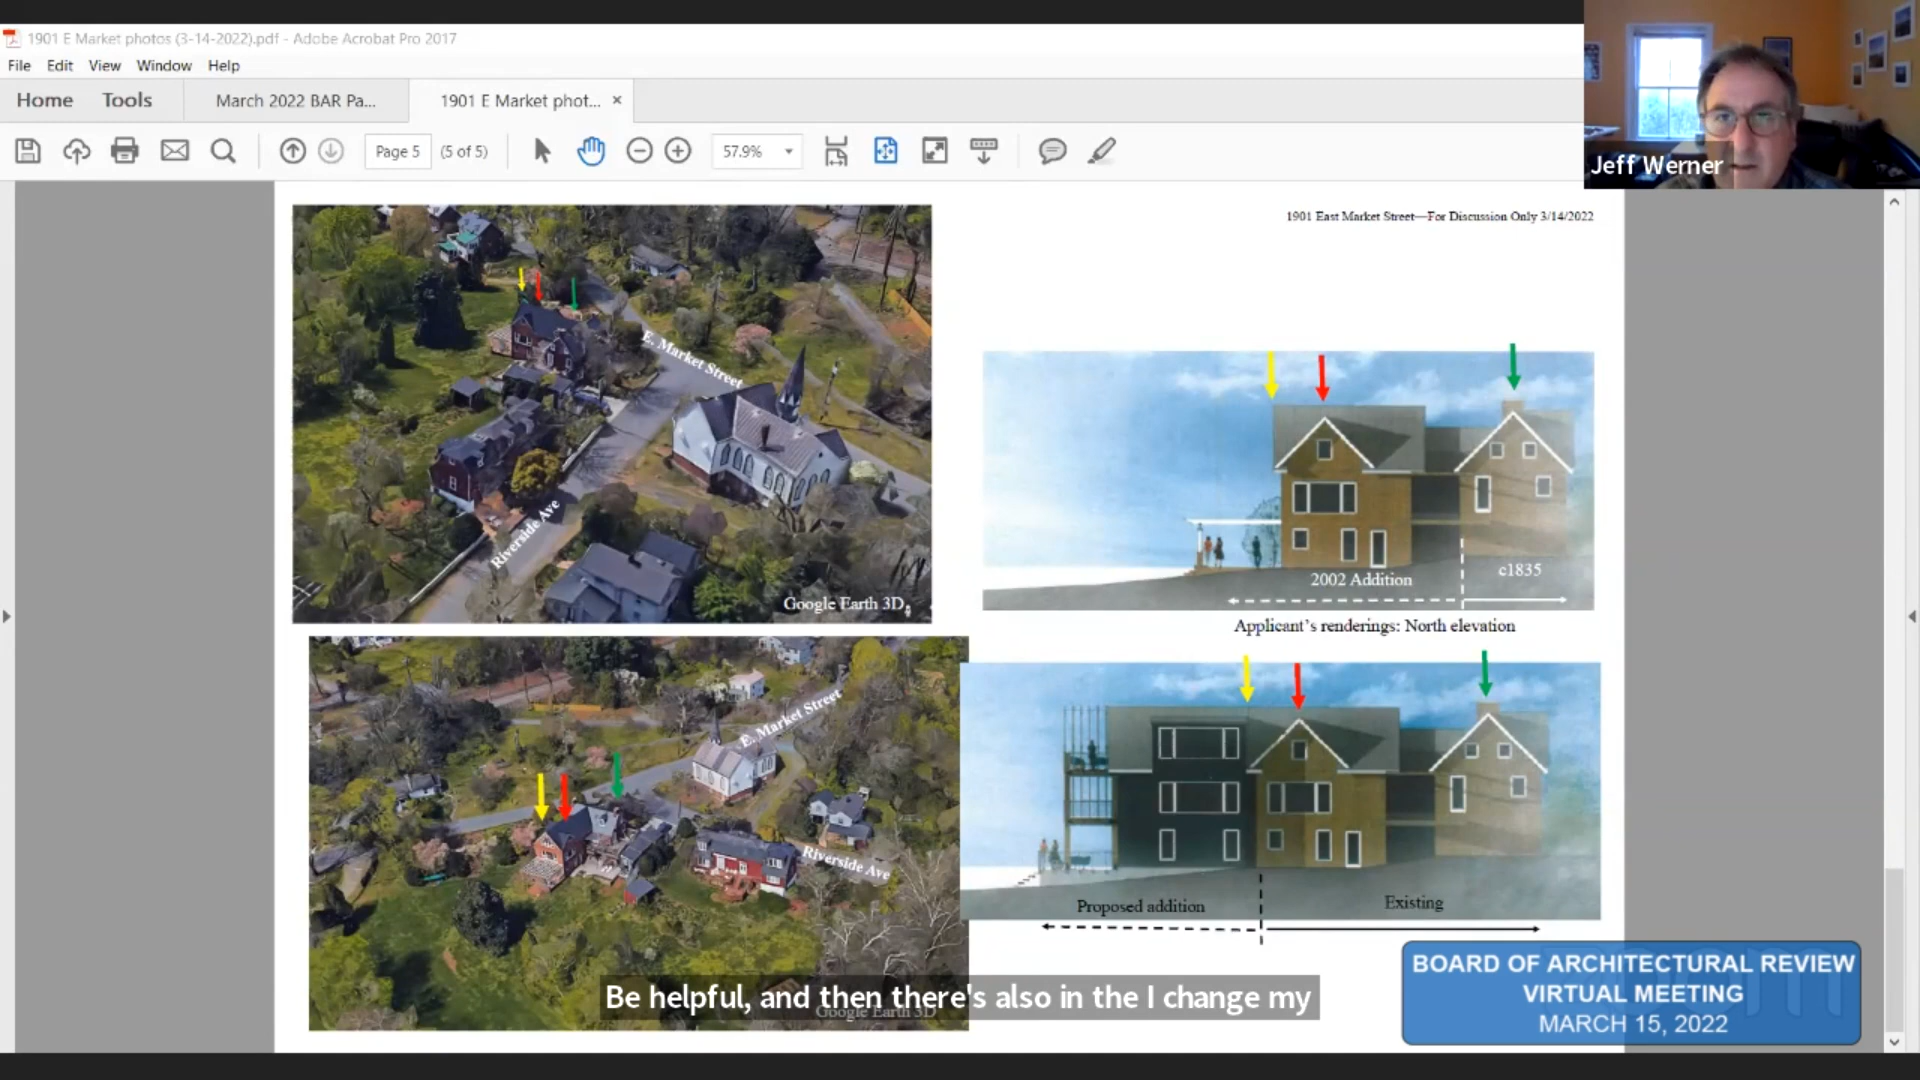 1901 E Market photos (3-14-2022).pdf - Adobe Acrobat Pro 2017
File Edit View Window Help
Home Tools March 2022 BAR Pa... 1901 E Market phot... ×
Page 5 (5 of 5) 57.9%
Jeff Werner
1901 East Market Street—For Discussion Only 3/14/2022
E. Market Street
Riverside Ave
Google Earth 3D
2002 Addition
c1835
Applicant's renderings: North elevation
E. Market Street
Riverside Ave
Proposed addition
Existing
Google Earth 3D
Be helpful, and then there's also in the I change my
BOARD OF ARCHITECTURAL REVIEW
VIRTUAL MEETING
MARCH 15, 2022